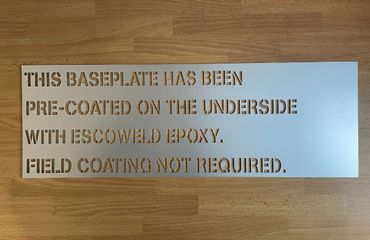 THIS BASEPLATE HAS BEEN
PRE-COATED ON THE UNDERSIDE
WITH ESCOWELD EPOXY.
FIELD COATING NOT REQUIRED.